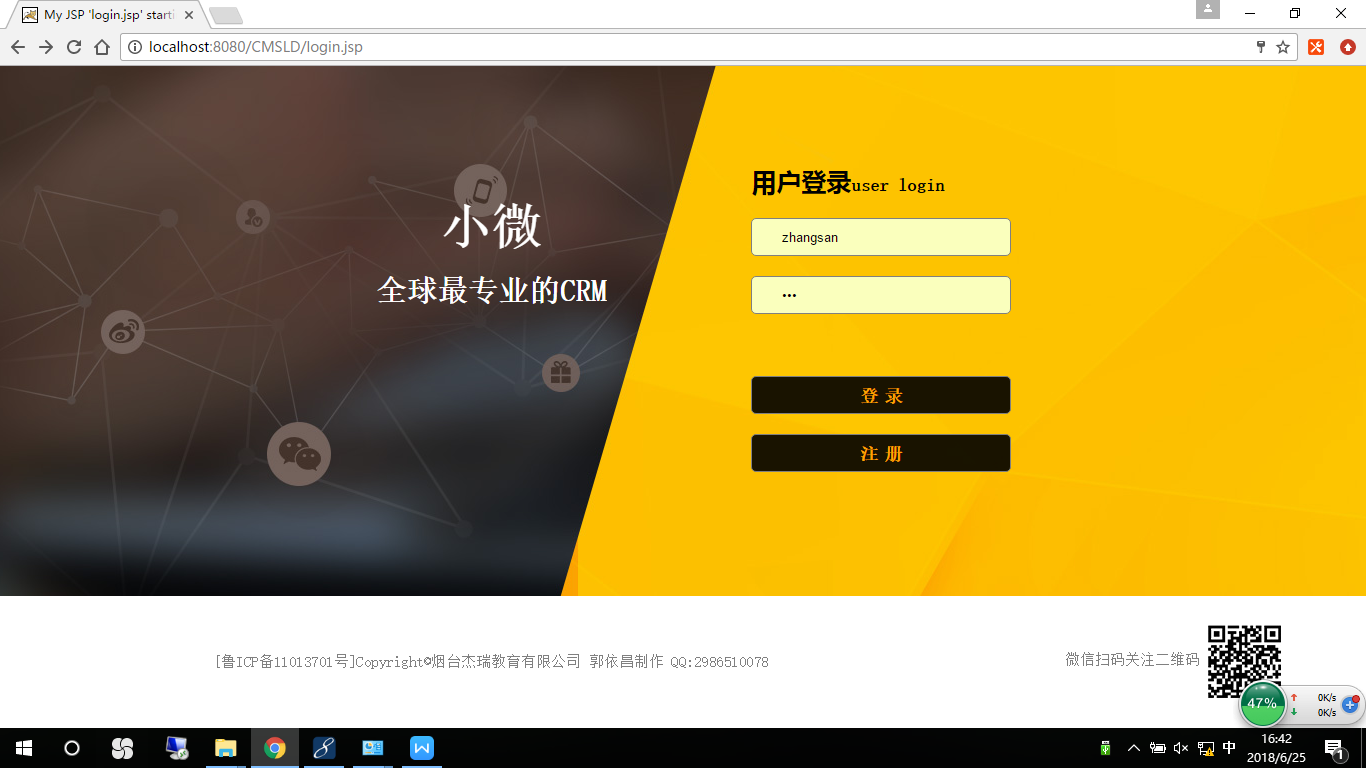 My JSP 'login.jsp' starti
localhost:8080/CMSLD/login.jsp
小微
全球最专业的CRM
用户登录user login
zhangsan
•••
登 录
注 册
[鲁ICP备11013701号]Copyright©烟台杰瑞教育有限公司 郭依昌制作 QQ:2986510078
微信扫码关注二维码
47%
0K/s
0K/s
中
16:42
2018/6/25
1